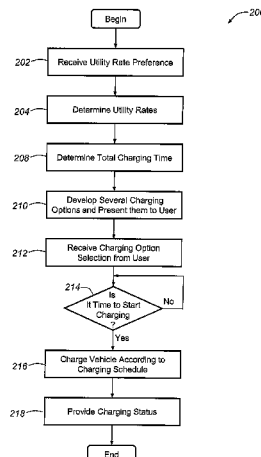 Begin
200
202
Receive Utility Rate Preference
204
Determine Utility Rates
208
Determine Total Charging Time
210
Develop Several Charging
Options and Present them to User
212
Receive Charging Option
Selection from User
214
Is
It Time to Start
Charging
?
No
Yes
216
Charge Vehicle According to
Charging Schedule
218
Provide Charging Status
End